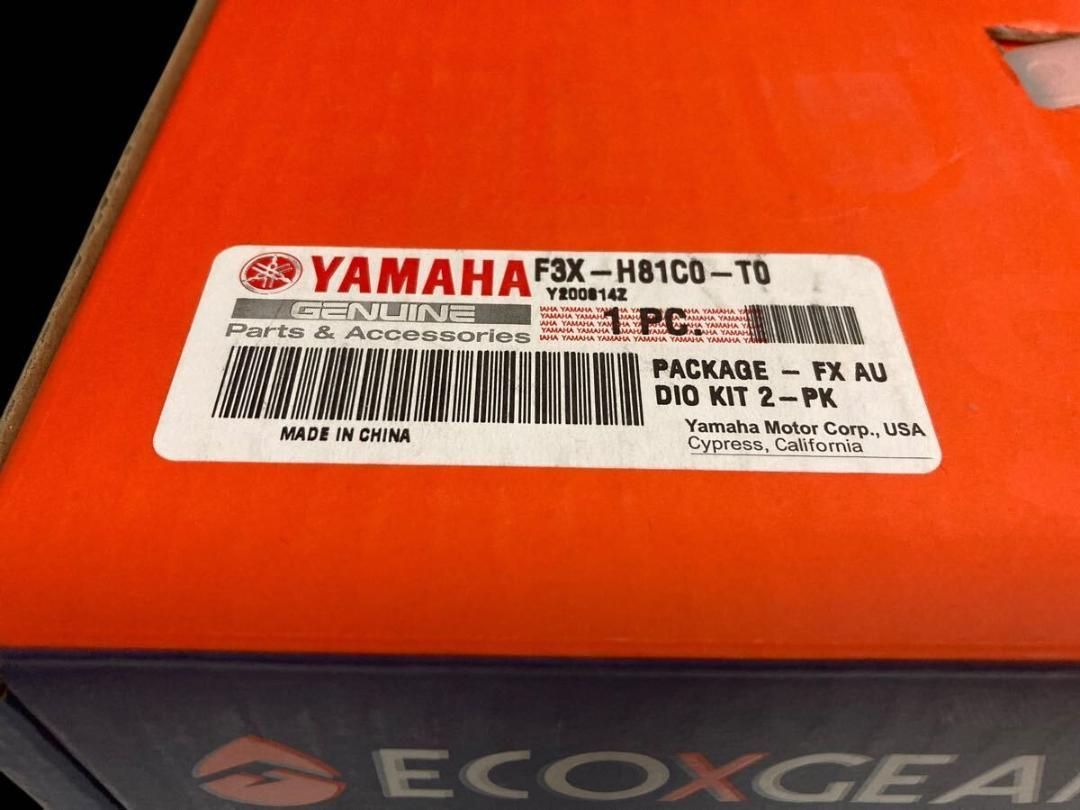 YAMAHA F3X-H81C0-T0
GENUINE Y200814Z
Parts & Accessories 1 PC.
PACKAGE - FX AU
DIO KIT 2-PK
MADE IN CHINA
Yamaha Motor Corp., USA
Cypress, California
ECOXGEAR